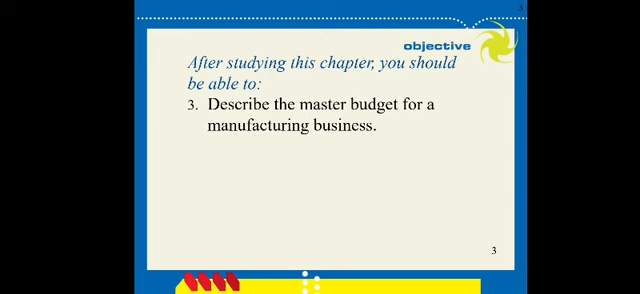 3
objective
After studying this chapter, you should
be able to:
3. Describe the master budget for a
manufacturing business.
3